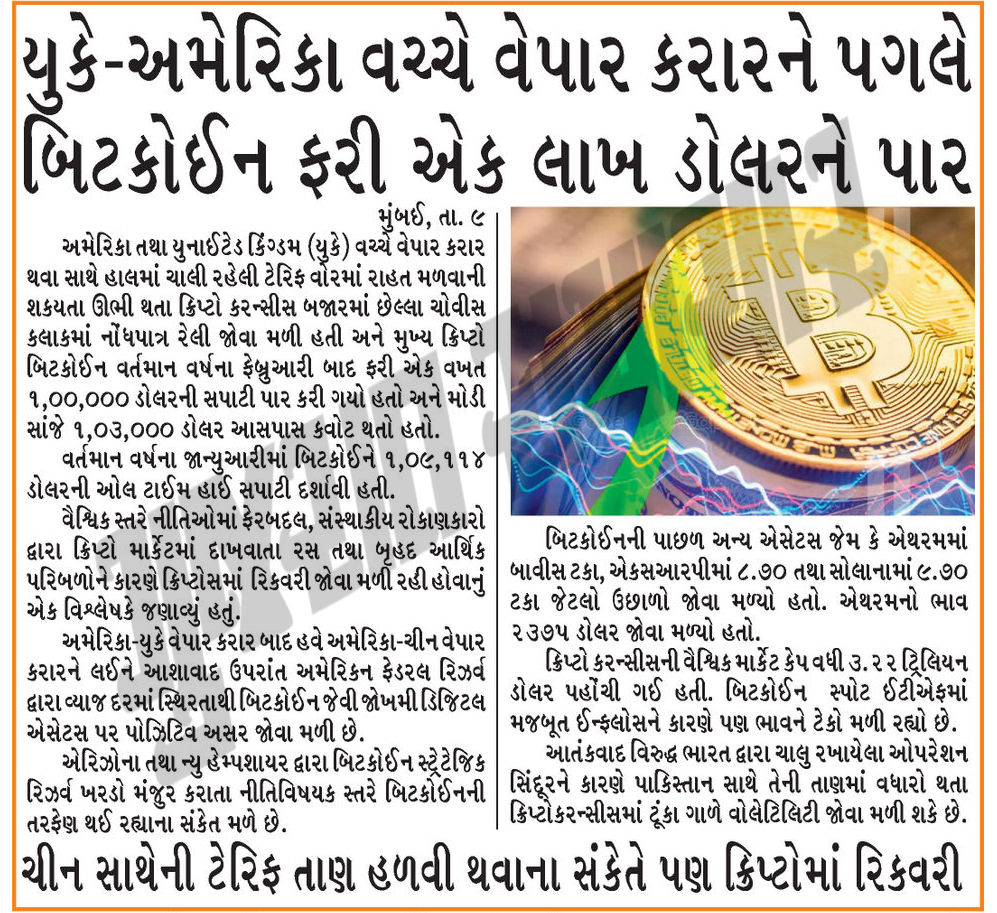 યુકે-અમેરિકા વચ્ચે વેપાર કરારને પગલે
બિટકોઈન ફરી એક લાખ ડોલરને પાર
મુંબઈ, તા. ૯
અમેરિકા તથા યુનાઈટેડ કિંગ્ડમ (યુકે) વચ્ચે વેપાર કરાર
થવા સાથે હાલમાં ચાલી રહેલી ટેરિફ વોરમાં રાહત મળવાની
શકયતા ઊભી થતા ક્રિપ્ટો કરન્સીસ બજારમાં છેલ્લા ચોવીસ
કલાકમાં નોંધપાત્ર રેલી જોવા મળી હતી અને મુખ્ય ક્રિપ્ટો
બિટકોઈન વર્તમાન વર્ષના ફેબ્રુઆરી બાદ ફરી એક વખત
૧,૦૦,૦૦૦ ડોલરની સપાટી પાર કરી ગયો હતો અને મોડી
સાંજે ૧,૦૩,૦૦૦ ડોલર આસપાસ કવોટ થતો હતો.
વર્તમાન વર્ષના જાન્યુઆરીમાં બિટકોઈને ૧,૦૯,૧૧૪
ડોલરની ઓલ ટાઈમ હાઈ સપાટી દર્શાવી હતી.
વૈશ્વિક સ્તરે નીતિઓમાં ફેરબદલ, સંસ્થાકીય રોકાણકારો
દ્વારા ક્રિપ્ટો માર્કેટમાં દાખવાતા રસ તથા બૃહદ આર્થિક
પરિબળોને કારણે ક્રિપ્ટોસમાં રિકવરી જોવા મળી રહી હોવાનું
એક વિશ્લેષકે જણાવ્યું હતું.
અમેરિકા-યુકે વેપાર કરાર બાદ હવે અમેરિકા-ચીન વેપાર
કરારને લઈને આશાવાદ ઉપરાંત અમેરિકન ફેડરલ રિઝર્વ
દ્વારા વ્યાજ દરમાં સ્થિરતાથી બિટકોઈન જેવી જોખમી ડિજિટલ
એસેટસ પર પોઝિટિવ અસર જોવા મળી છે.
એરિઝોના તથા ન્યુ હેમ્પશાયર દ્વારા બિટકોઈન સ્ટ્રેટેજિક
રિઝર્વ ખરડો મંજુર કરાતા નીતિવિષયક સ્તરે બિટકોઈનની
તરફેણ થઈ રહ્યાના સંકેત મળે છે.
બિટકોઈનની પાછળ અન્ય એસેટસ જેમ કે એથરમમાં
બાવીસ ટકા, એકસઆરપીમાં ૮.૭૦ તથા સોલાનામાં ૯.૭૦
ટકા જેટલો ઉછાળો જોવા મળ્યો હતો. એથરમનો ભાવ
૨૩૭૫ ડોલર જોવા મળ્યો હતો.
ક્રિપ્ટો કરન્સીસની વૈશ્વિક માર્કેટ કેપ વધી ૩.૨૨ ટ્રિલિયન
ડોલર પહોંચી ગઈ હતી. બિટકોઈન સ્પોટ ઈટીએફમાં
મજબૂત ઈન્ફલોસને કારણે પણ ભાવને ટેકો મળી રહ્યો છે.
આતંકવાદ વિરુદ્ધ ભારત દ્વારા ચાલુ રખાયેલા ઓપરેશન
સિંદૂરને કારણે પાકિસ્તાન સાથે તેની તાણમાં વધારો થતા
ક્રિપ્ટોકરન્સીસમાં ટૂંકા ગાળે વોલેટિલિટી જોવા મળી શકે છે.
ચીન સાથેની ટેરિફ તાણ હળવી થવાના સંકેતે પણ ક્રિપ્ટોમાં રિકવરી